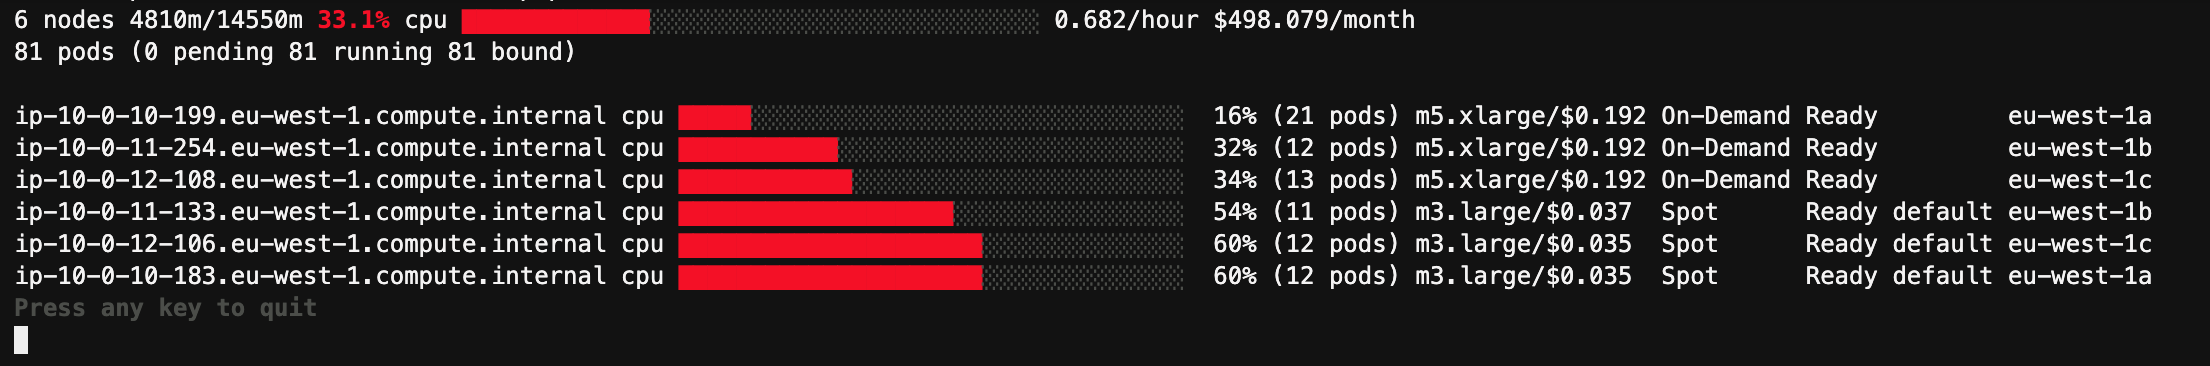 6 nodes 4810m/14550m 33.1% cpu 0.682/hour $498.079/month
81 pods (0 pending 81 running 81 bound)
ip-10-0-10-199.eu-west-1.compute.internal cpu 16% (21 pods) m5.xlarge/$0.192 On-Demand Ready eu-west-1a
ip-10-0-11-254.eu-west-1.compute.internal cpu 32% (12 pods) m5.xlarge/$0.192 On-Demand Ready eu-west-1b
ip-10-0-12-108.eu-west-1.compute.internal cpu 34% (13 pods) m5.xlarge/$0.192 On-Demand Ready eu-west-1c
ip-10-0-11-133.eu-west-1.compute.internal cpu 54% (11 pods) m3.large/$0.037 Spot Ready default eu-west-1b
ip-10-0-12-106.eu-west-1.compute.internal cpu 60% (12 pods) m3.large/$0.035 Spot Ready default eu-west-1c
ip-10-0-10-183.eu-west-1.compute.internal cpu 60% (12 pods) m3.large/$0.035 Spot Ready default eu-west-1a
Press any key to quit